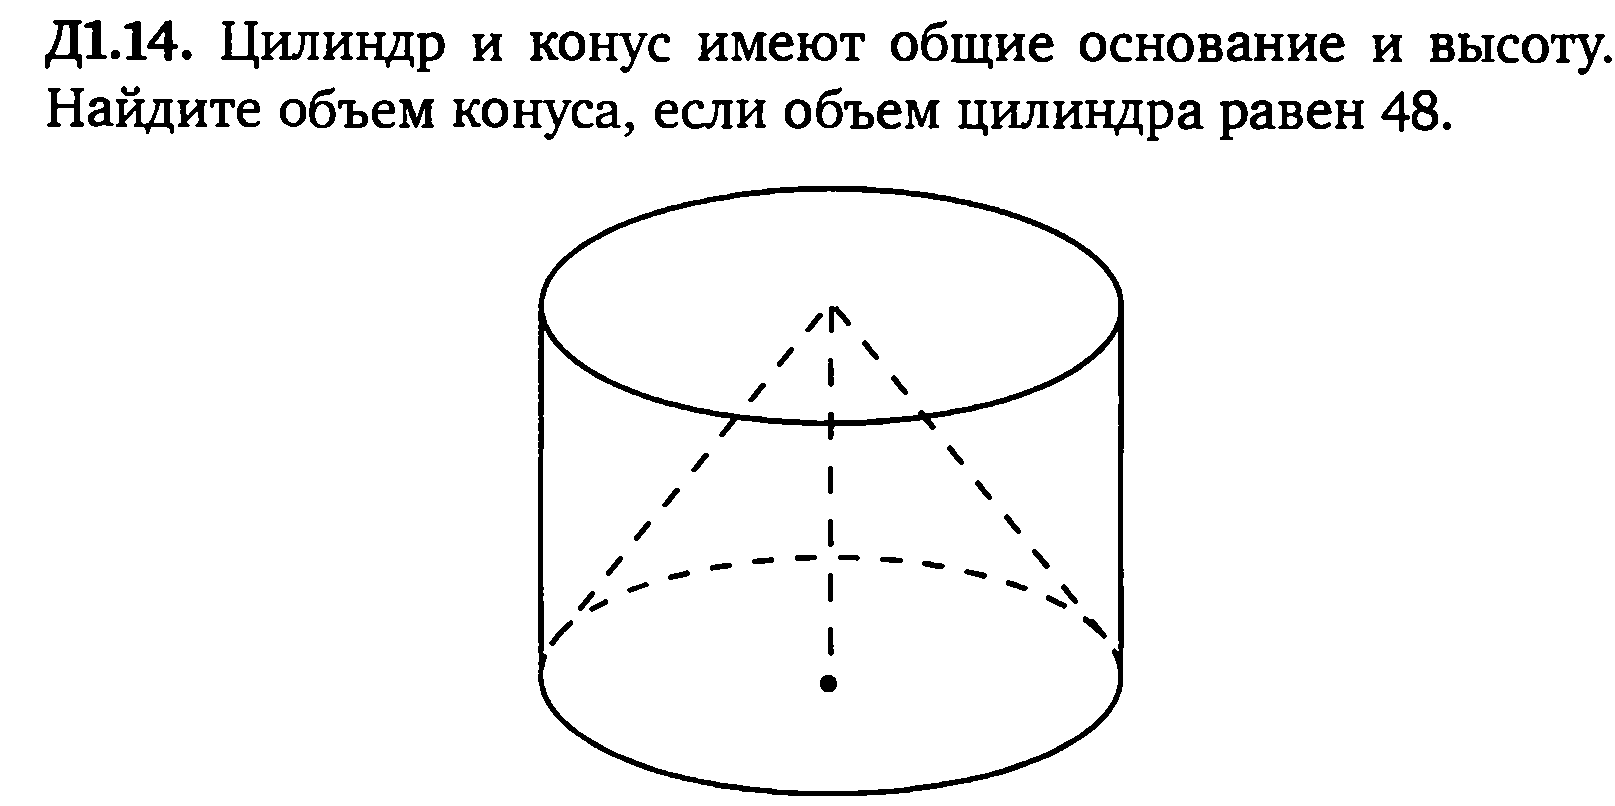 Д1.14. Цилиндр и конус имеют общие основание и высоту.
Найдите объем конуса, если объем цилиндра равен 48.